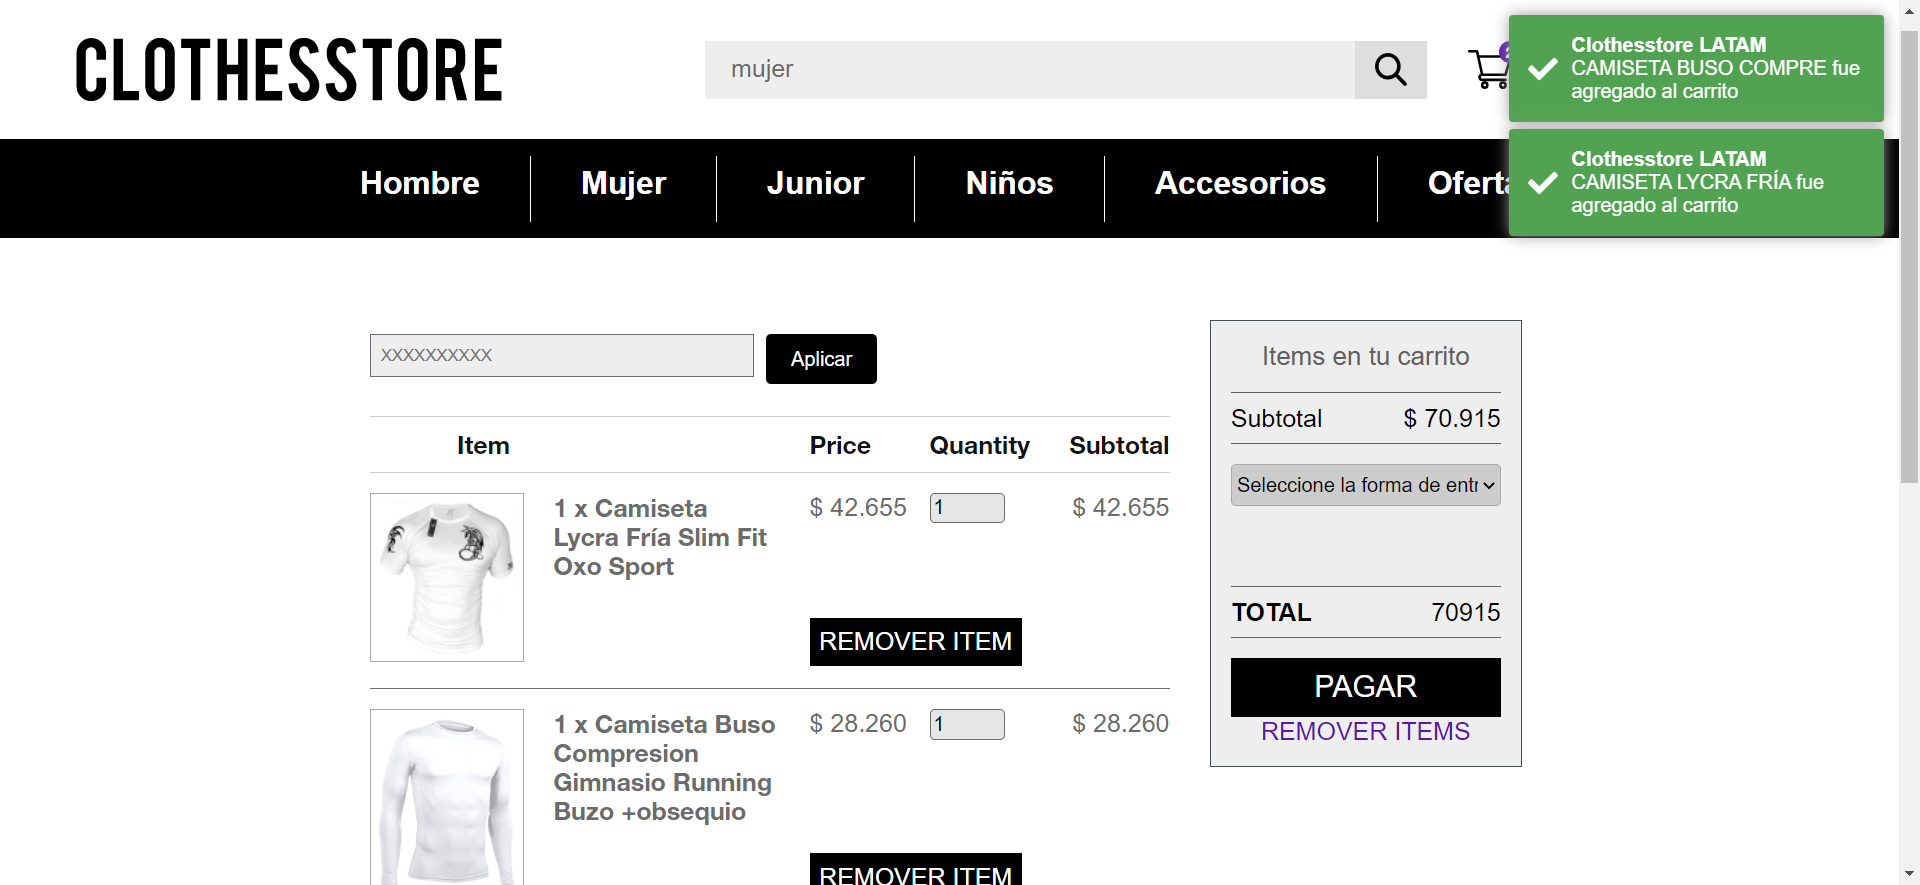 CLOTHESSTORE
mujer
Clothesstore LATAM
CAMISETA BUSO COMPRE fue
agregado al carrito
Clothesstore LATAM
CAMISETA LYCRA FRÍA fue
agregado al carrito
Hombre
Mujer
Junior
Niños
Accesorios
Oferta
XXXXXXXXXX
Aplicar
Item Price Quantity Subtotal
1 x Camiseta
Lycra Fría Slim Fit
Oxo Sport
$ 42.655
1
$ 42.655
REMOVER ITEM
1 x Camiseta Buso
Compresion
Gimnasio Running
Buzo +obsequio
$ 28.260
1
$ 28.260
REMOVER ITEM
Items en tu carrito
Subtotal $ 70.915
Seleccione la forma de entr
TOTAL 70915
PAGAR
REMOVER ITEMS